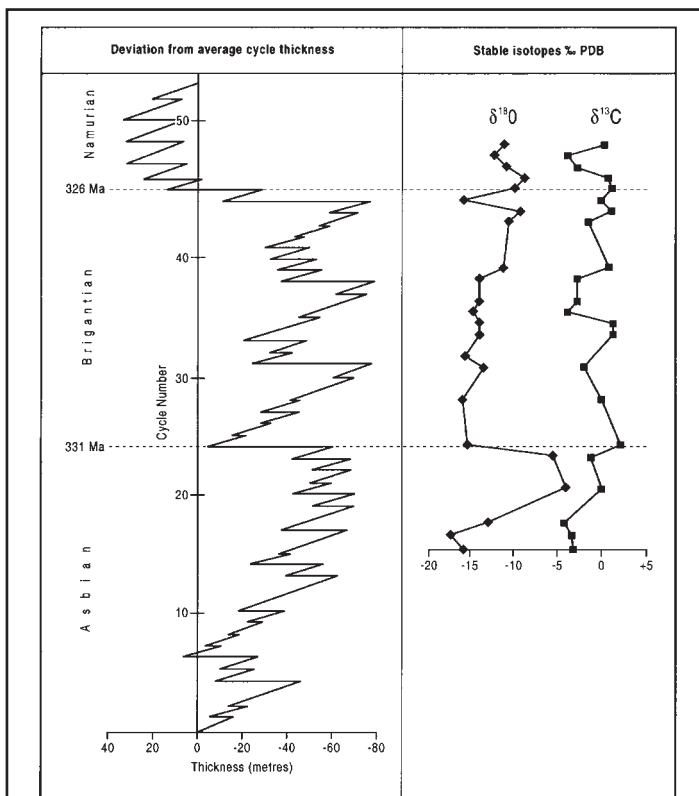 Deviation from average cycle thickness
Stable isotopes ‰ PDB
δ¹⁸O
δ¹³C
Namurian
50
326 Ma
40
Brigantian
Cycle Number
30
331 Ma
20
Asbian
10
-20 -15 -10 -5 0 +5
40 20 0 -20 -40 -60 -80
Thickness (metres)